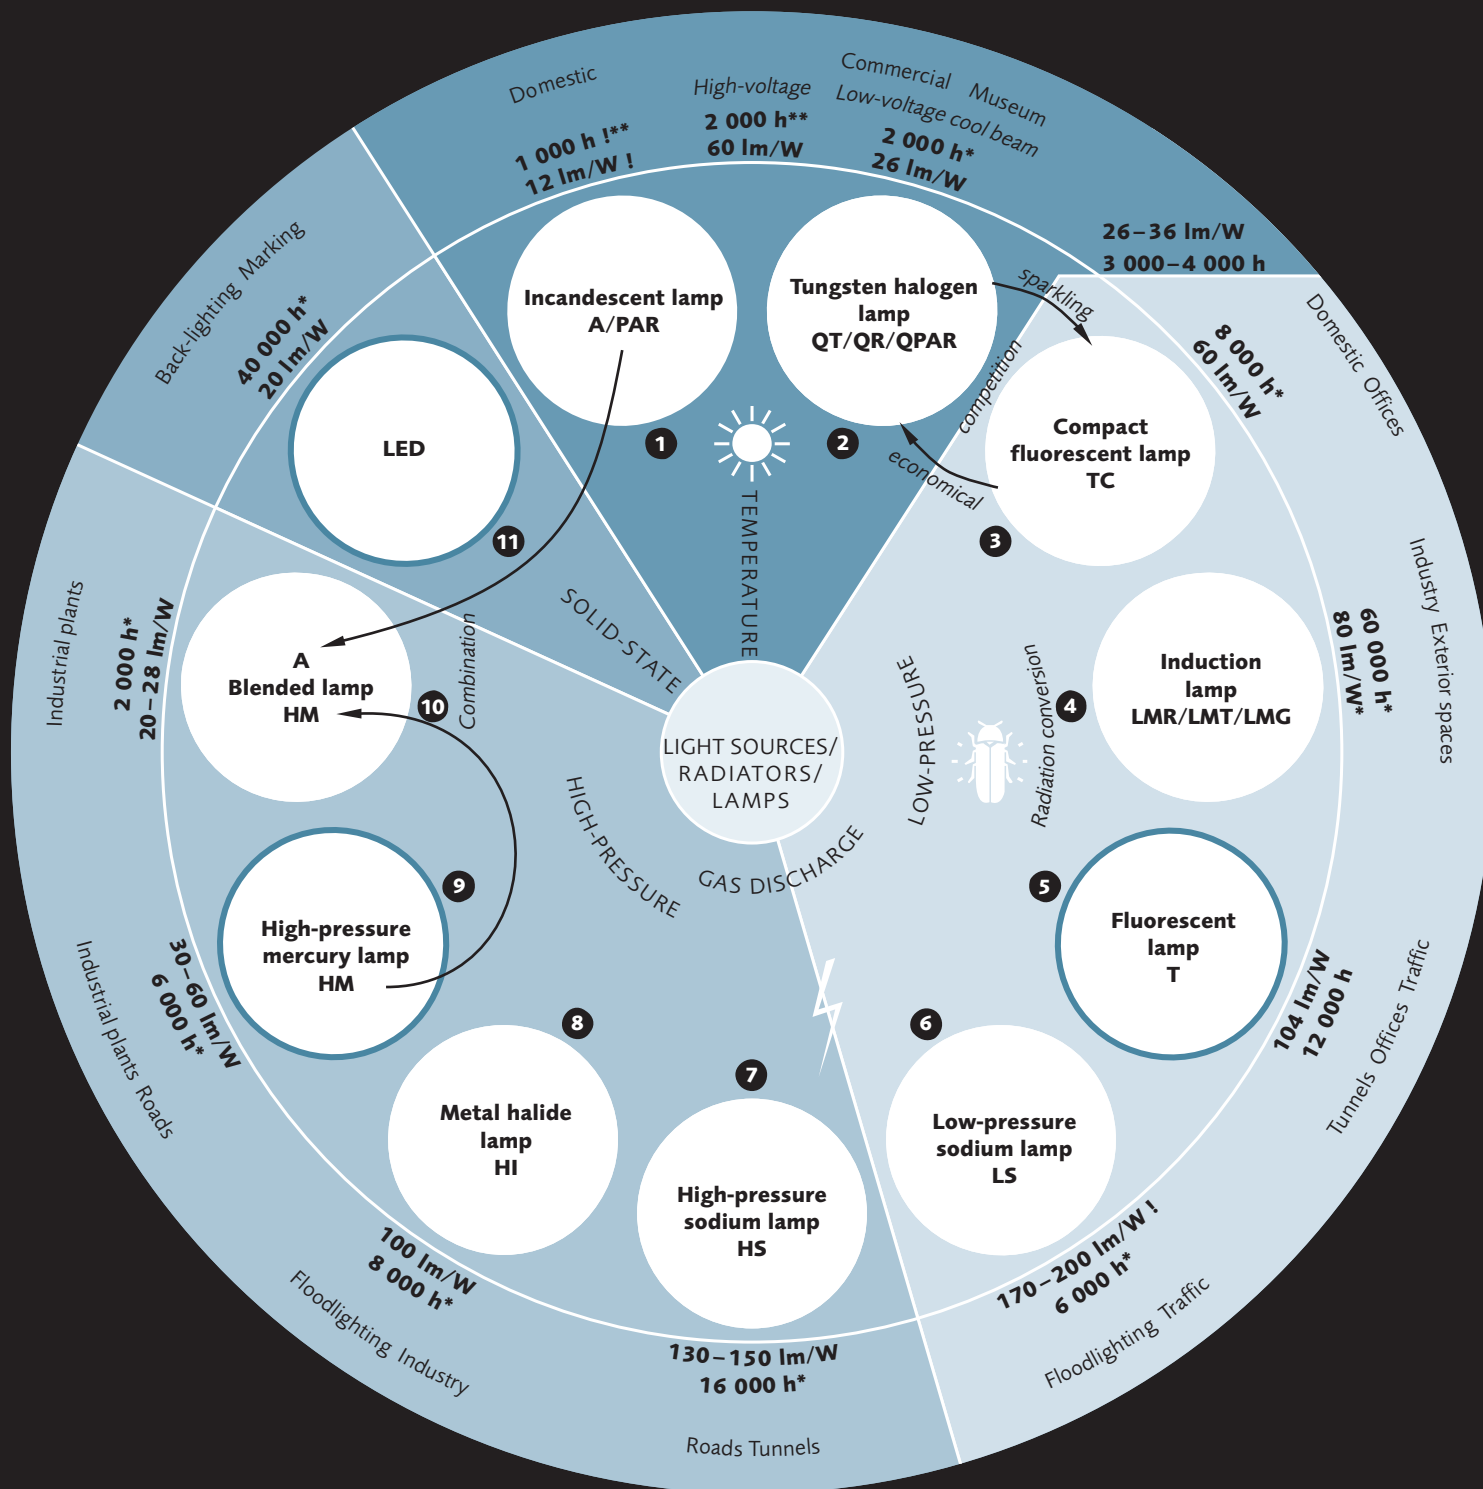 Domestic
1 000 h !**
12 lm/W !
High-voltage
2 000 h**
60 lm/W
Commercial Museum
Low-voltage cool beam
2 000 h*
26 lm/W
26–36 lm/W
3 000–4 000 h
Incandescent lamp
A/PAR
1
Tungsten halogen
lamp
QT/QR/QPAR
2
TEMPERATURE
sparkling
competition
economical
Domestic Offices
8 000 h*
60 lm/W
Compact
fluorescent lamp
TC
3
Industry Exterior spaces
60 000 h*
80 lm/W*
Induction
lamp
LMR/LMT/LMG
4
Radiation conversion
LOW-PRESSURE
Tunnels Offices Traffic
104 lm/W
12 000 h
Fluorescent
lamp
T
5
Floodlighting Traffic
170–200 lm/W !
6 000 h*
Low-pressure
sodium lamp
LS
6
LIGHT SOURCES/
RADIATORS/
LAMPS
GAS DISCHARGE
HIGH-PRESSURE
7
High-pressure
sodium lamp
HS
130–150 lm/W
16 000 h*
Roads Tunnels
8
Metal halide
lamp
HI
100 lm/W
8 000 h*
Floodlighting Industry
9
High-pressure
mercury lamp
HM
30–60 lm/W
6 000 h*
Industrial plants Roads
10
A
Blended lamp
HM
Combination
2 000 h*
20–28 lm/W
Industrial plants
11
LED
SOLID-STATE
40 000 h*
20 lm/W
Back-lighting Marking